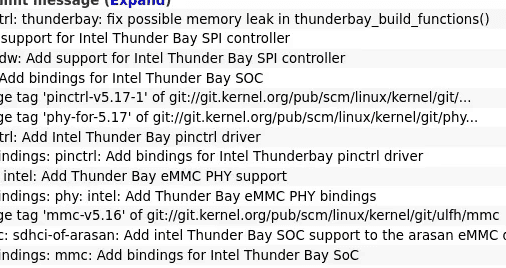 mmit message (Expand)
trl: thunderbay: fix possible memory leak in thunderbay_build_functions()
support for Intel Thunder Bay SPI controller
dw: Add support for Intel Thunder Bay SPI controller
Add bindings for Intel Thunder Bay SOC
ge tag 'pinctrl-v5.17-1' of git://git.kernel.org/pub/scm/linux/kernel/git/...
ge tag 'phy-for-5.17' of git://git.kernel.org/pub/scm/linux/kernel/git/phy...
trl: Add Intel Thunder Bay pinctrl driver
indings: pinctrl: Add bindings for Intel Thunderbay pinctrl driver
intel: Add Thunder Bay eMMC PHY support
indings: phy: intel: Add Thunder Bay eMMC PHY bindings
ge tag 'mmc-v5.16' of git://git.kernel.org/pub/scm/linux/kernel/git/ulfh/mmc
c: sdhci-of-arasan: Add intel Thunder Bay SOC support to the arasan eMMC
indings: mmc: Add bindings for Intel Thunder Bay SoC